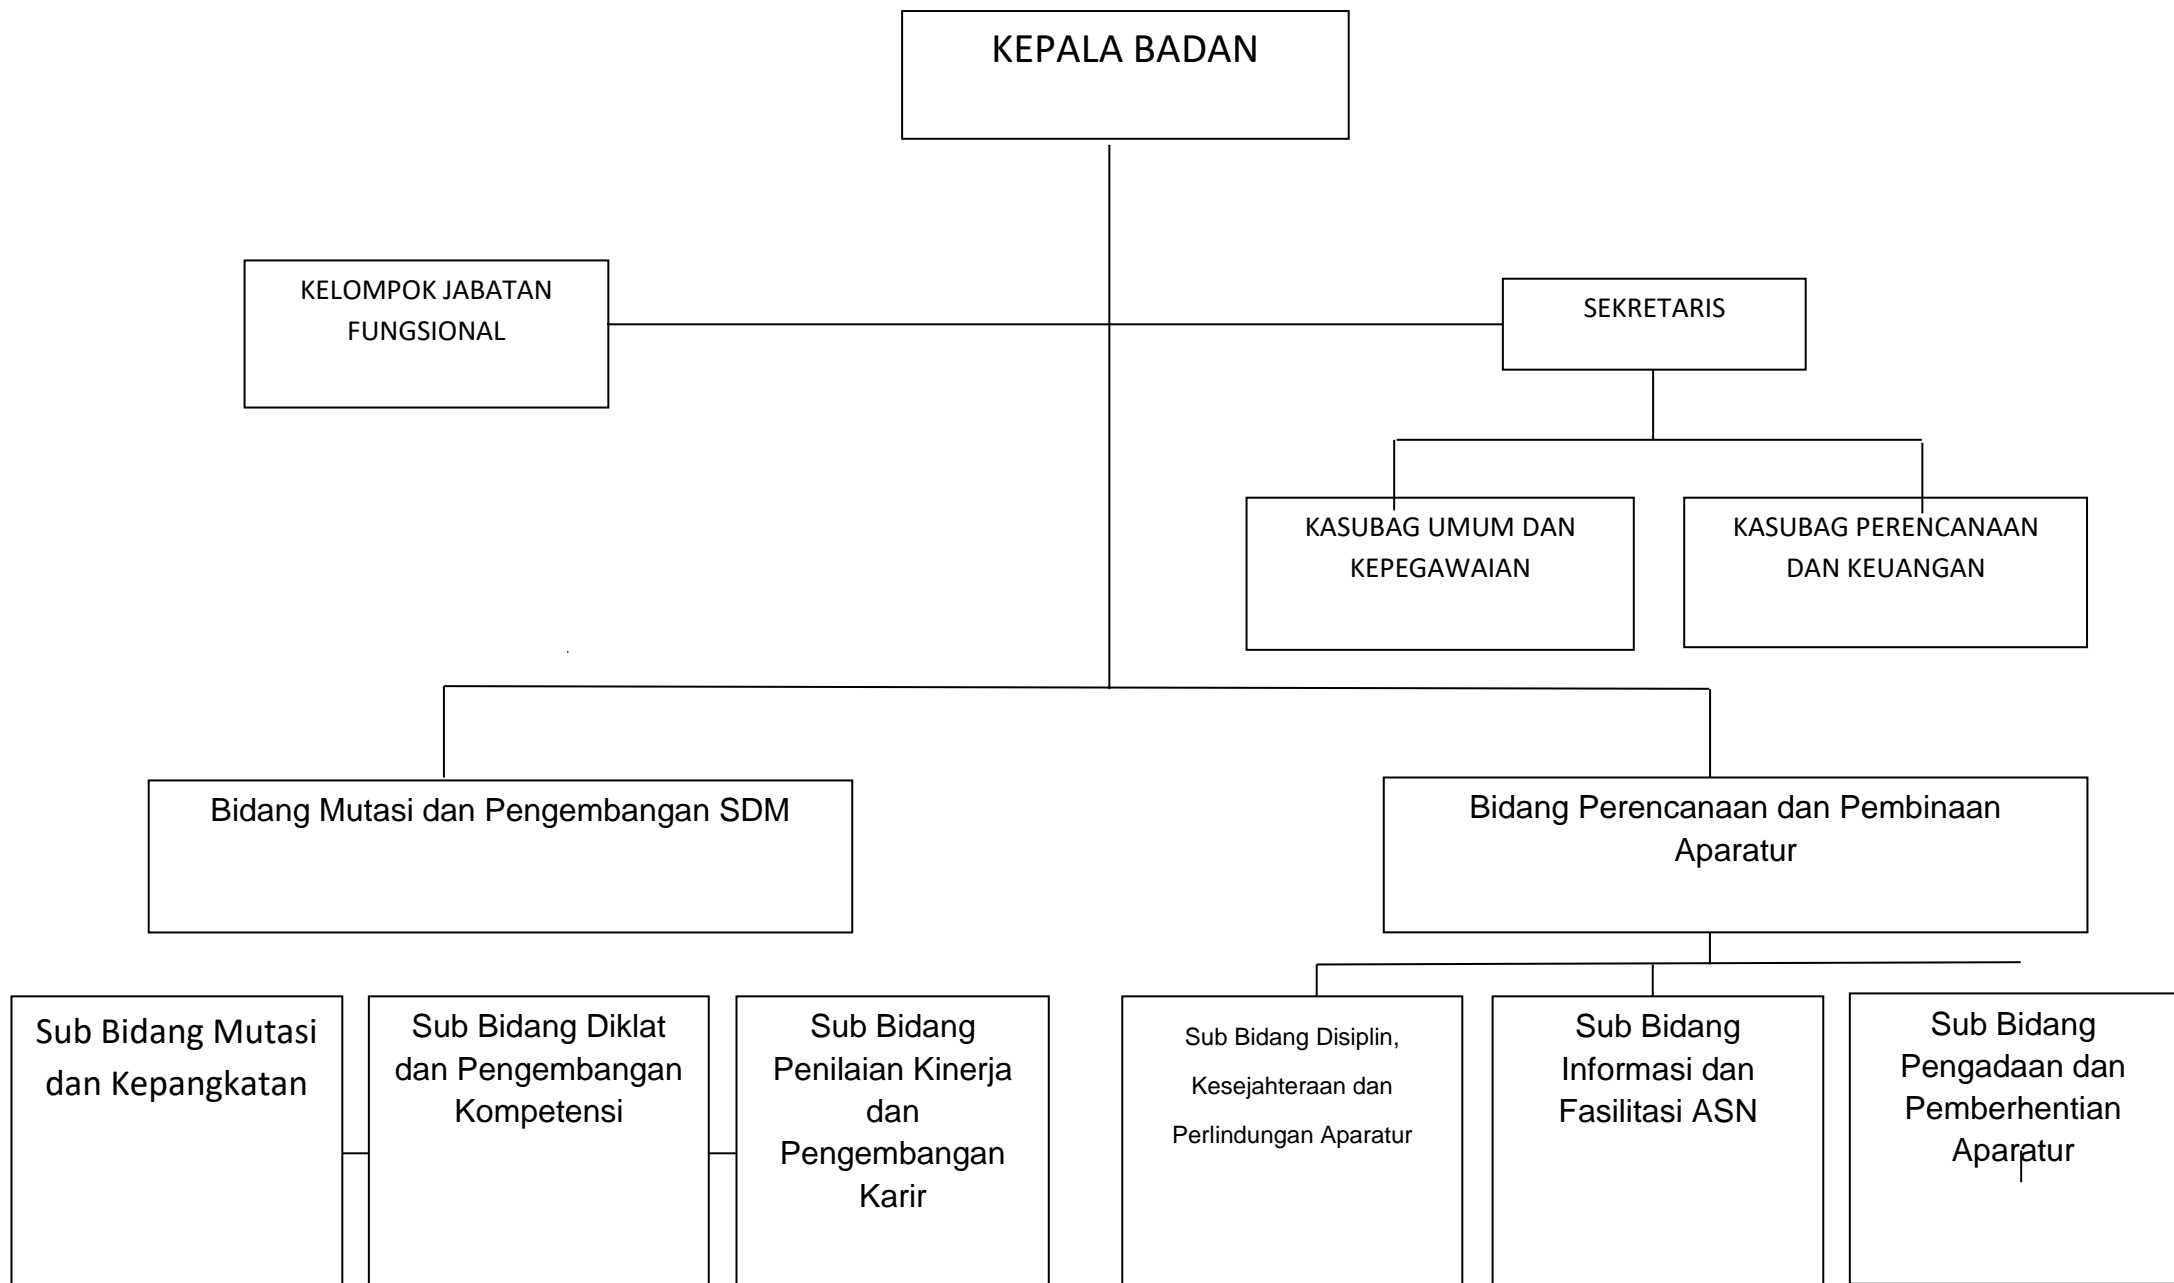 KEPALA BADAN
KELOMPOK JABATAN
FUNGSIONAL
SEKRETARIS
KASUBAG UMUM DAN
KEPEGAWAIAN
KASUBAG PERENCANAAN
DAN KEUANGAN
Bidang Mutasi dan Pengembangan SDM
Bidang Perencanaan dan Pembinaan
Aparatur
Sub Bidang Mutasi
dan Kepangkatan
Sub Bidang Diklat
dan Pengembangan
Kompetensi
Sub Bidang
Penilaian Kinerja
dan
Pengembangan
Karir
Sub Bidang Disiplin,
Kesejahteraan dan
Perlindungan Aparatur
Sub Bidang
Informasi dan
Fasilitasi ASN
Sub Bidang
Pengadaan dan
Pemberhentian
Aparatur